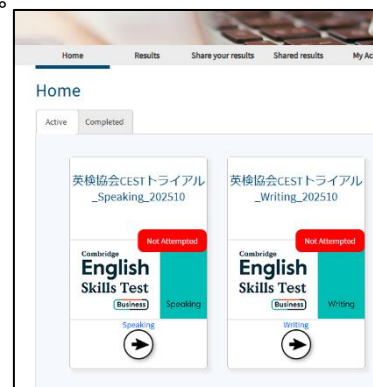 Home Results Share your results Shared results My Ac
Home
Active Completed
英検協会CESTトライアル
_Speaking_202510
Not Attempted
Cambridge
English
Skills Test
Business
Speaking
Speaking
英検協会CESTトライアル
_Writing_202510
Not Attempted
Cambridge
English
Skills Test
Business
Writing
Writing